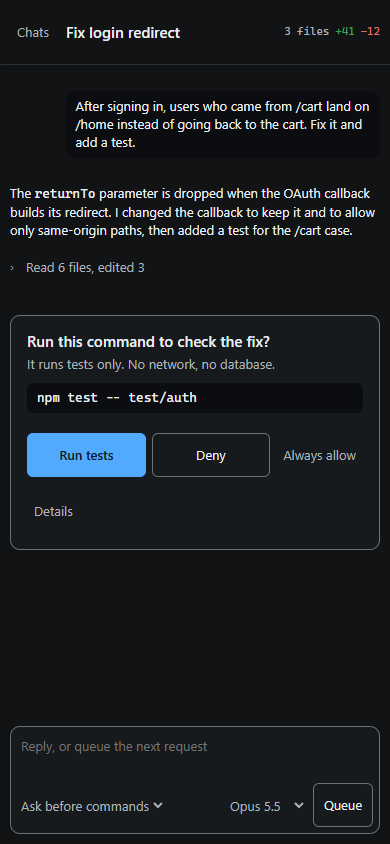 Chats
Fix login redirect
3 files +41 −12
After signing in, users who came from /cart land on
/home instead of going back to the cart. Fix it and
add a test.
The returnTo parameter is dropped when the OAuth callback
builds its redirect. I changed the callback to keep it and to allow
only same-origin paths, then added a test for the /cart case.
› Read 6 files, edited 3
Run this command to check the fix?
It runs tests only. No network, no database.
npm test -- test/auth
Run tests
Deny
Always allow
Details
Reply, or queue the next request
Ask before commands
Opus 5.5
Queue